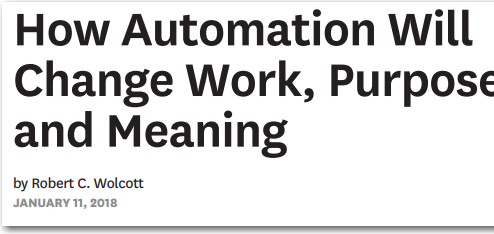 How Automation Will
Change Work, Purpose
and Meaning
by Robert C. Wolcott
JANUARY 11, 2018